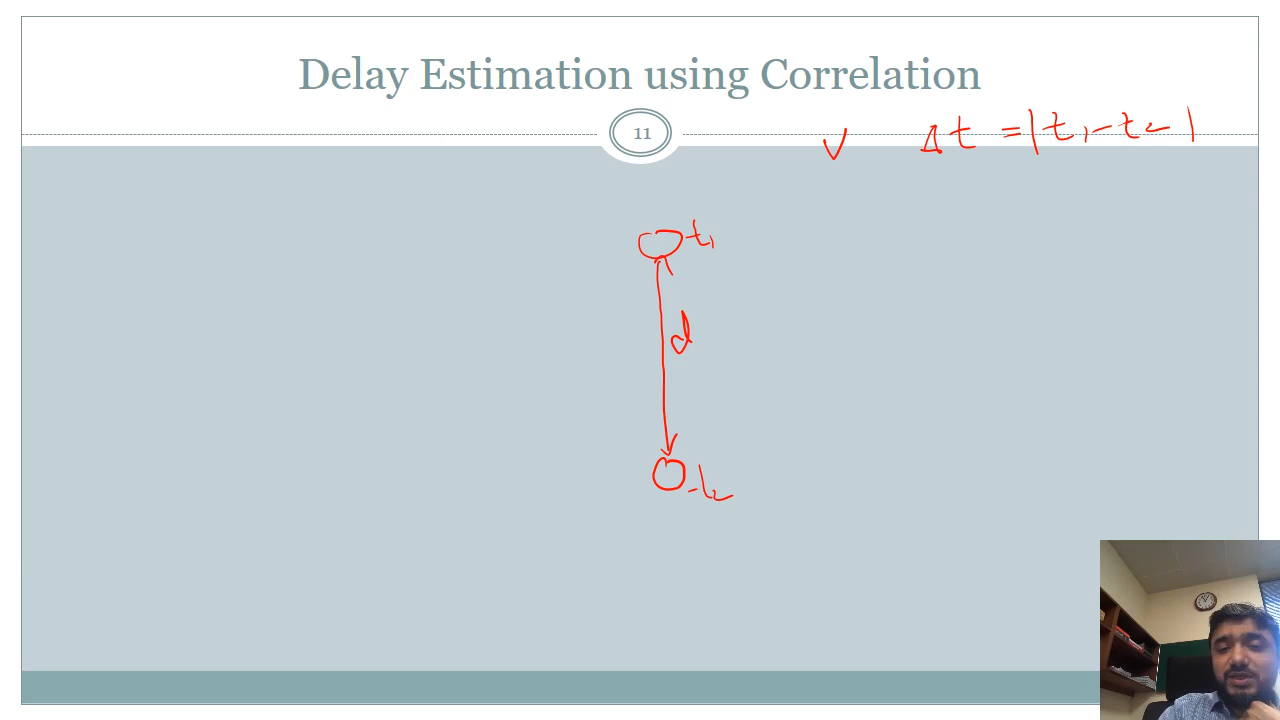 Delay Estimation using Correlation
11
✓ Δt = |t₁ - t₂|
t₁
d
t₂